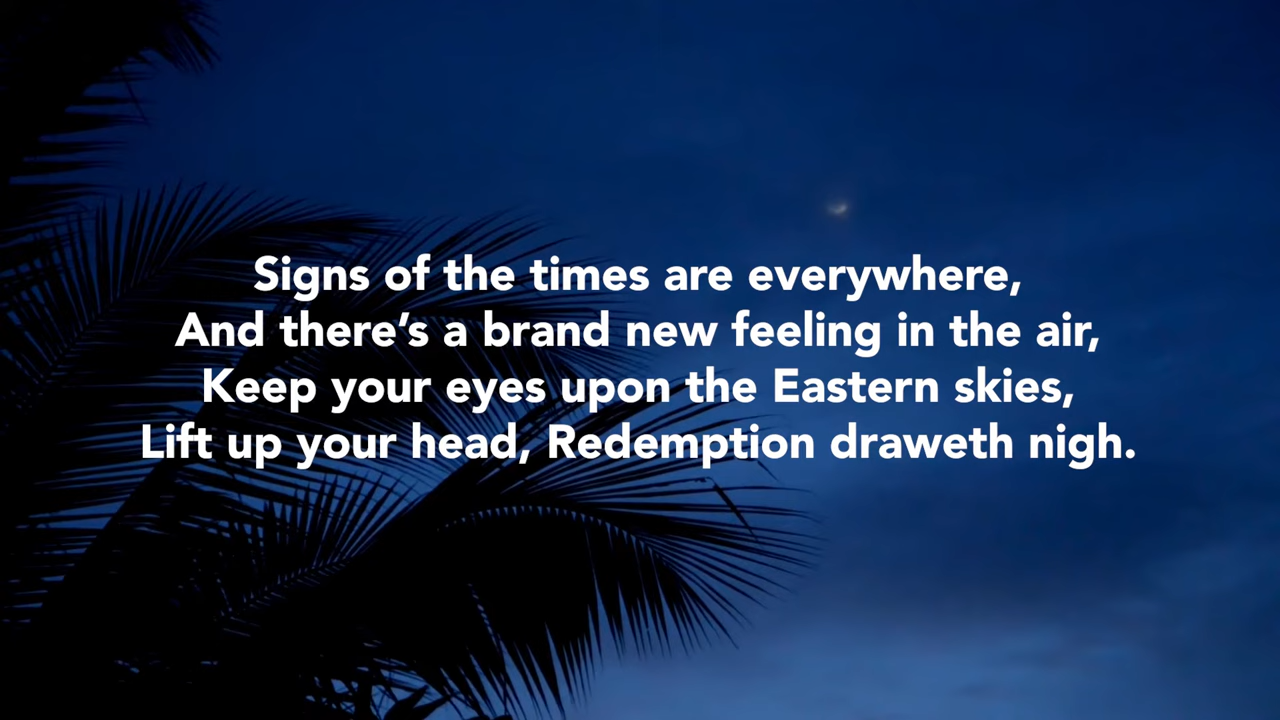 Signs of the times are everywhere,
And there’s a brand new feeling in the air,
Keep your eyes upon the Eastern skies,
Lift up your head, Redemption draweth nigh.